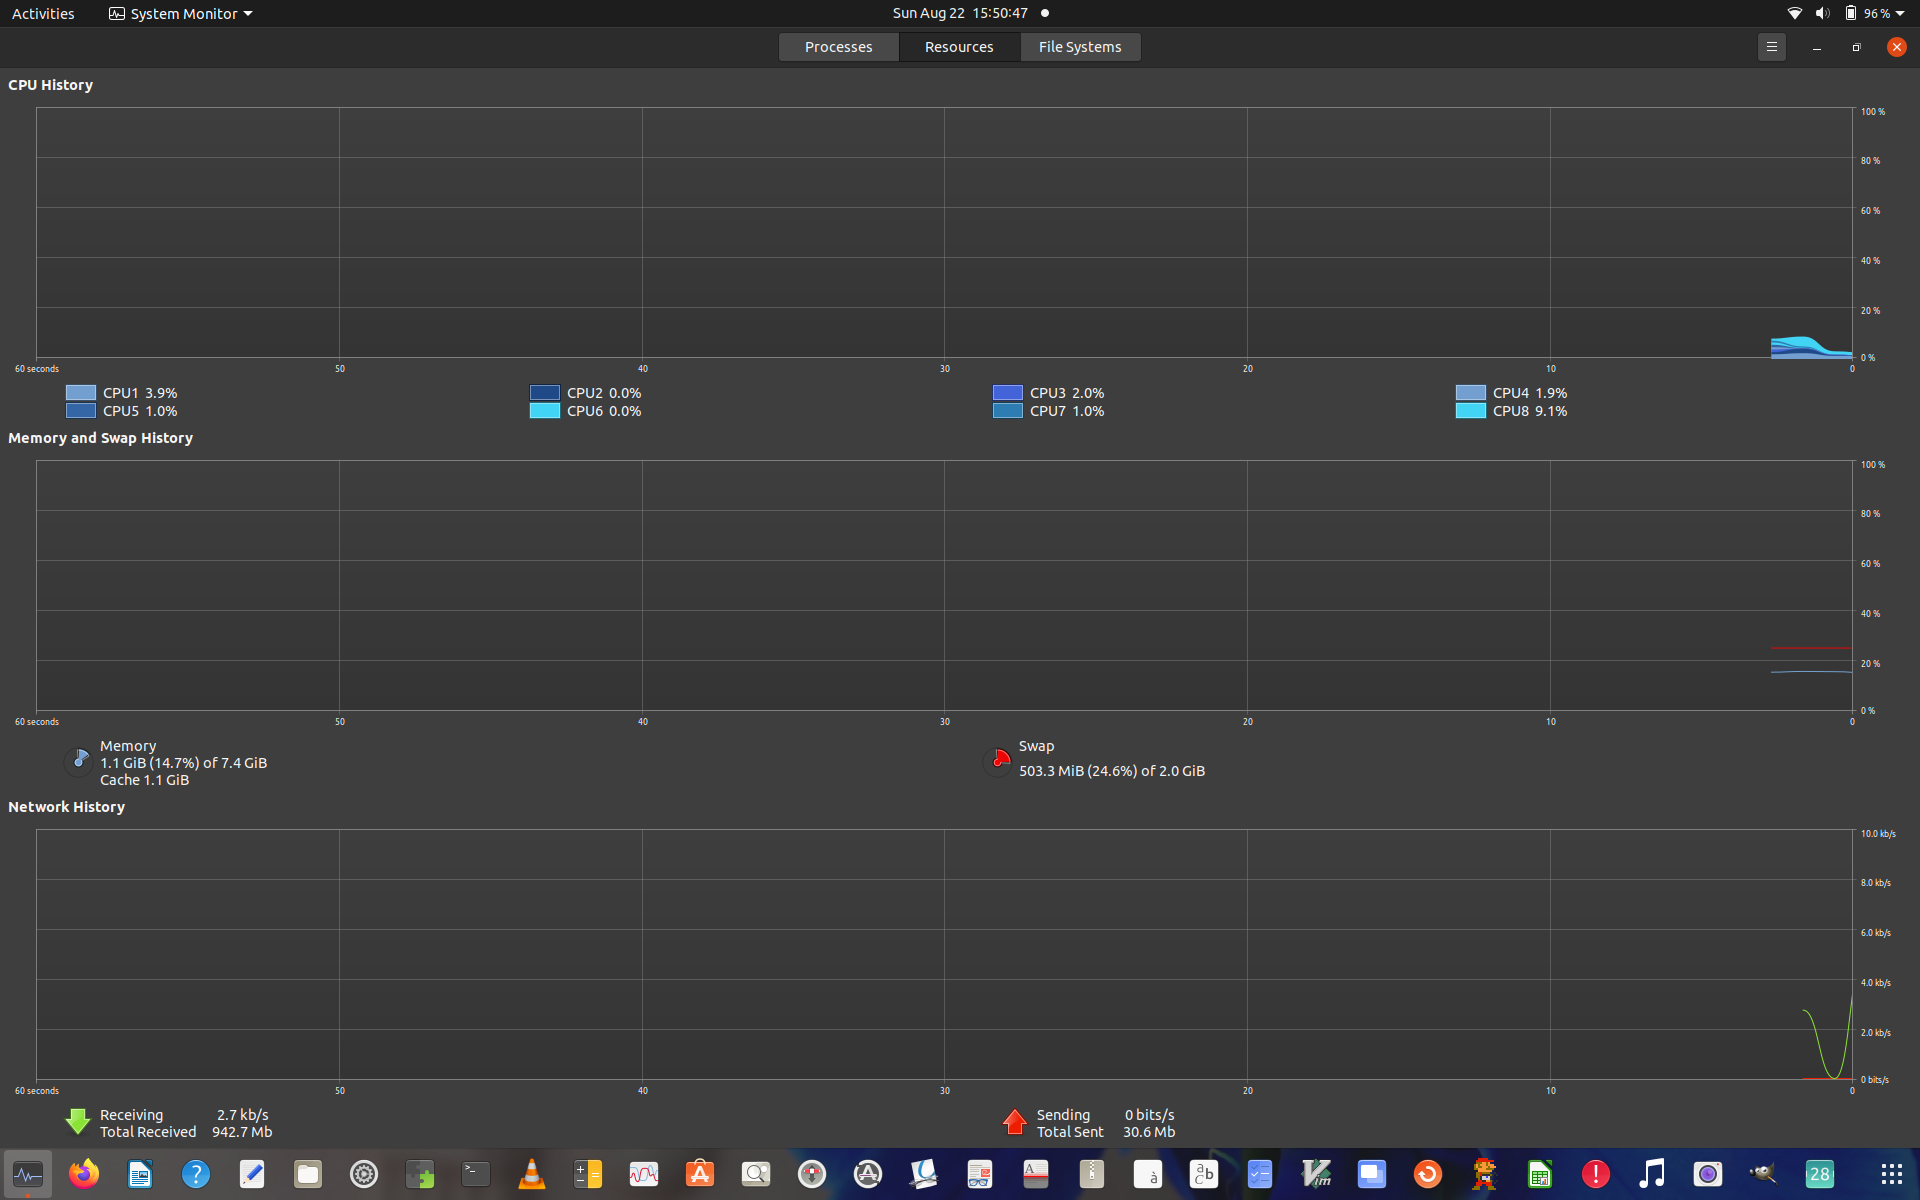 Activities System Monitor Sun Aug 22 15:50:47 96%
Processes Resources File Systems
CPU History
100 %
80 %
60 %
40 %
20 %
0 %
60 seconds 50 40 30 20 10 0
CPU1 3.9% CPU2 0.0% CPU3 2.0% CPU4 1.9%
CPU5 1.0% CPU6 0.0% CPU7 1.0% CPU8 9.1%
Memory and Swap History
100 %
80 %
60 %
40 %
20 %
0 %
60 seconds 50 40 30 20 10 0
Memory Swap
1.1 GiB (14.7%) of 7.4 GiB 503.3 MiB (24.6%) of 2.0 GiB
Cache 1.1 GiB
Network History
10.0 kb/s
8.0 kb/s
6.0 kb/s
4.0 kb/s
2.0 kb/s
0 bits/s
60 seconds 50 40 30 20 10 0
Receiving 2.7 kb/s Sending 0 bits/s
Total Received 942.7 Mb Total Sent 30.6 Mb
28